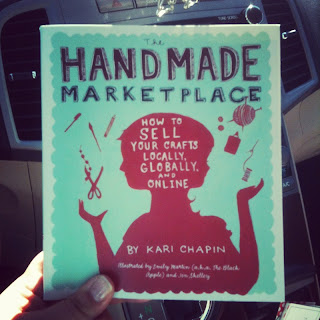 The
HANDMADE
MARKETPLACE
HOW TO
SELL
YOUR CRAFTS
LOCALLY,
GLOBALLY,
AND
ONLINE
BY KARI CHAPIN
Illustrated by Emily Martin (a.k.a. The Black
Apple) and Jen Skelley